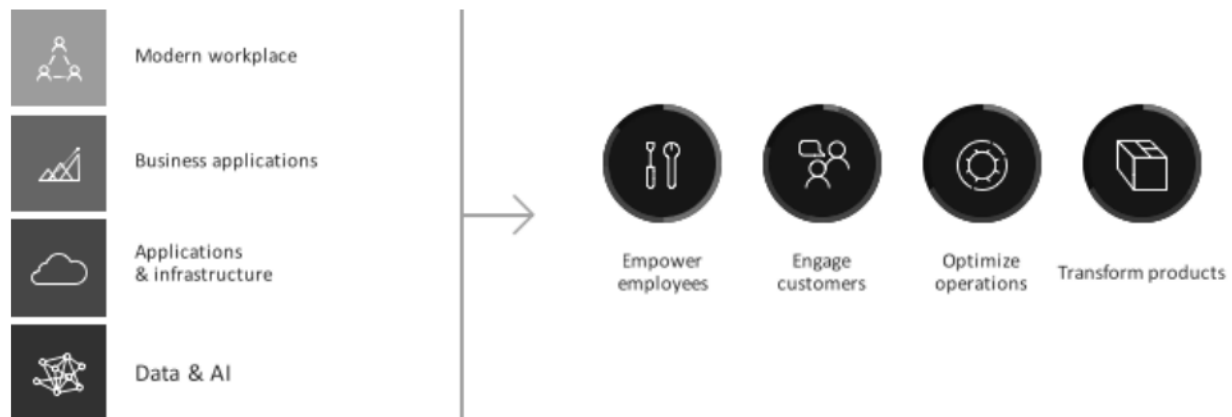 Modern workplace
Business applications
Applications
& infrastructure
Data & AI
Empower
employees
Engage
customers
Optimize
operations
Transform products